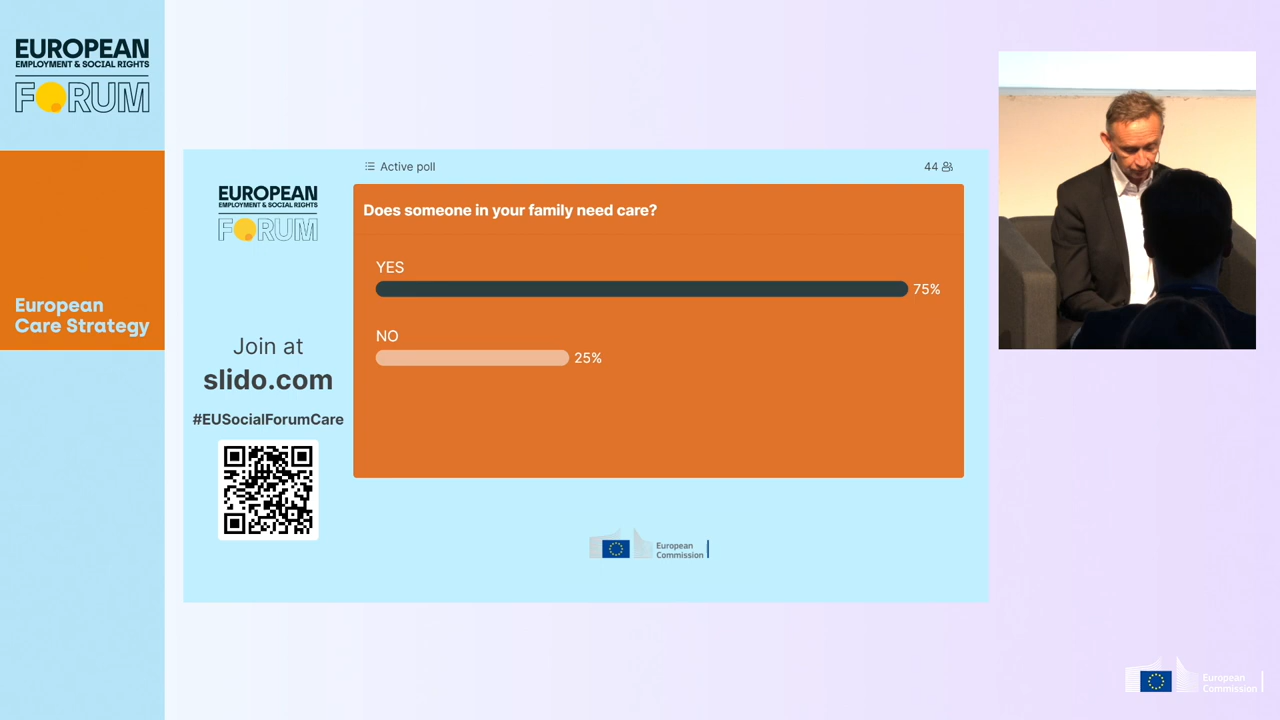 EUROPEAN
EMPLOYMENT & SOCIAL RIGHTS
FORUM
European
Care Strategy
EUROPEAN
EMPLOYMENT & SOCIAL RIGHTS
FORUM
Join at
slido.com
#EUSocialForumCare
Active poll
44
Does someone in your family need care?
YES
75%
NO
25%
European
Commission
European
Commission